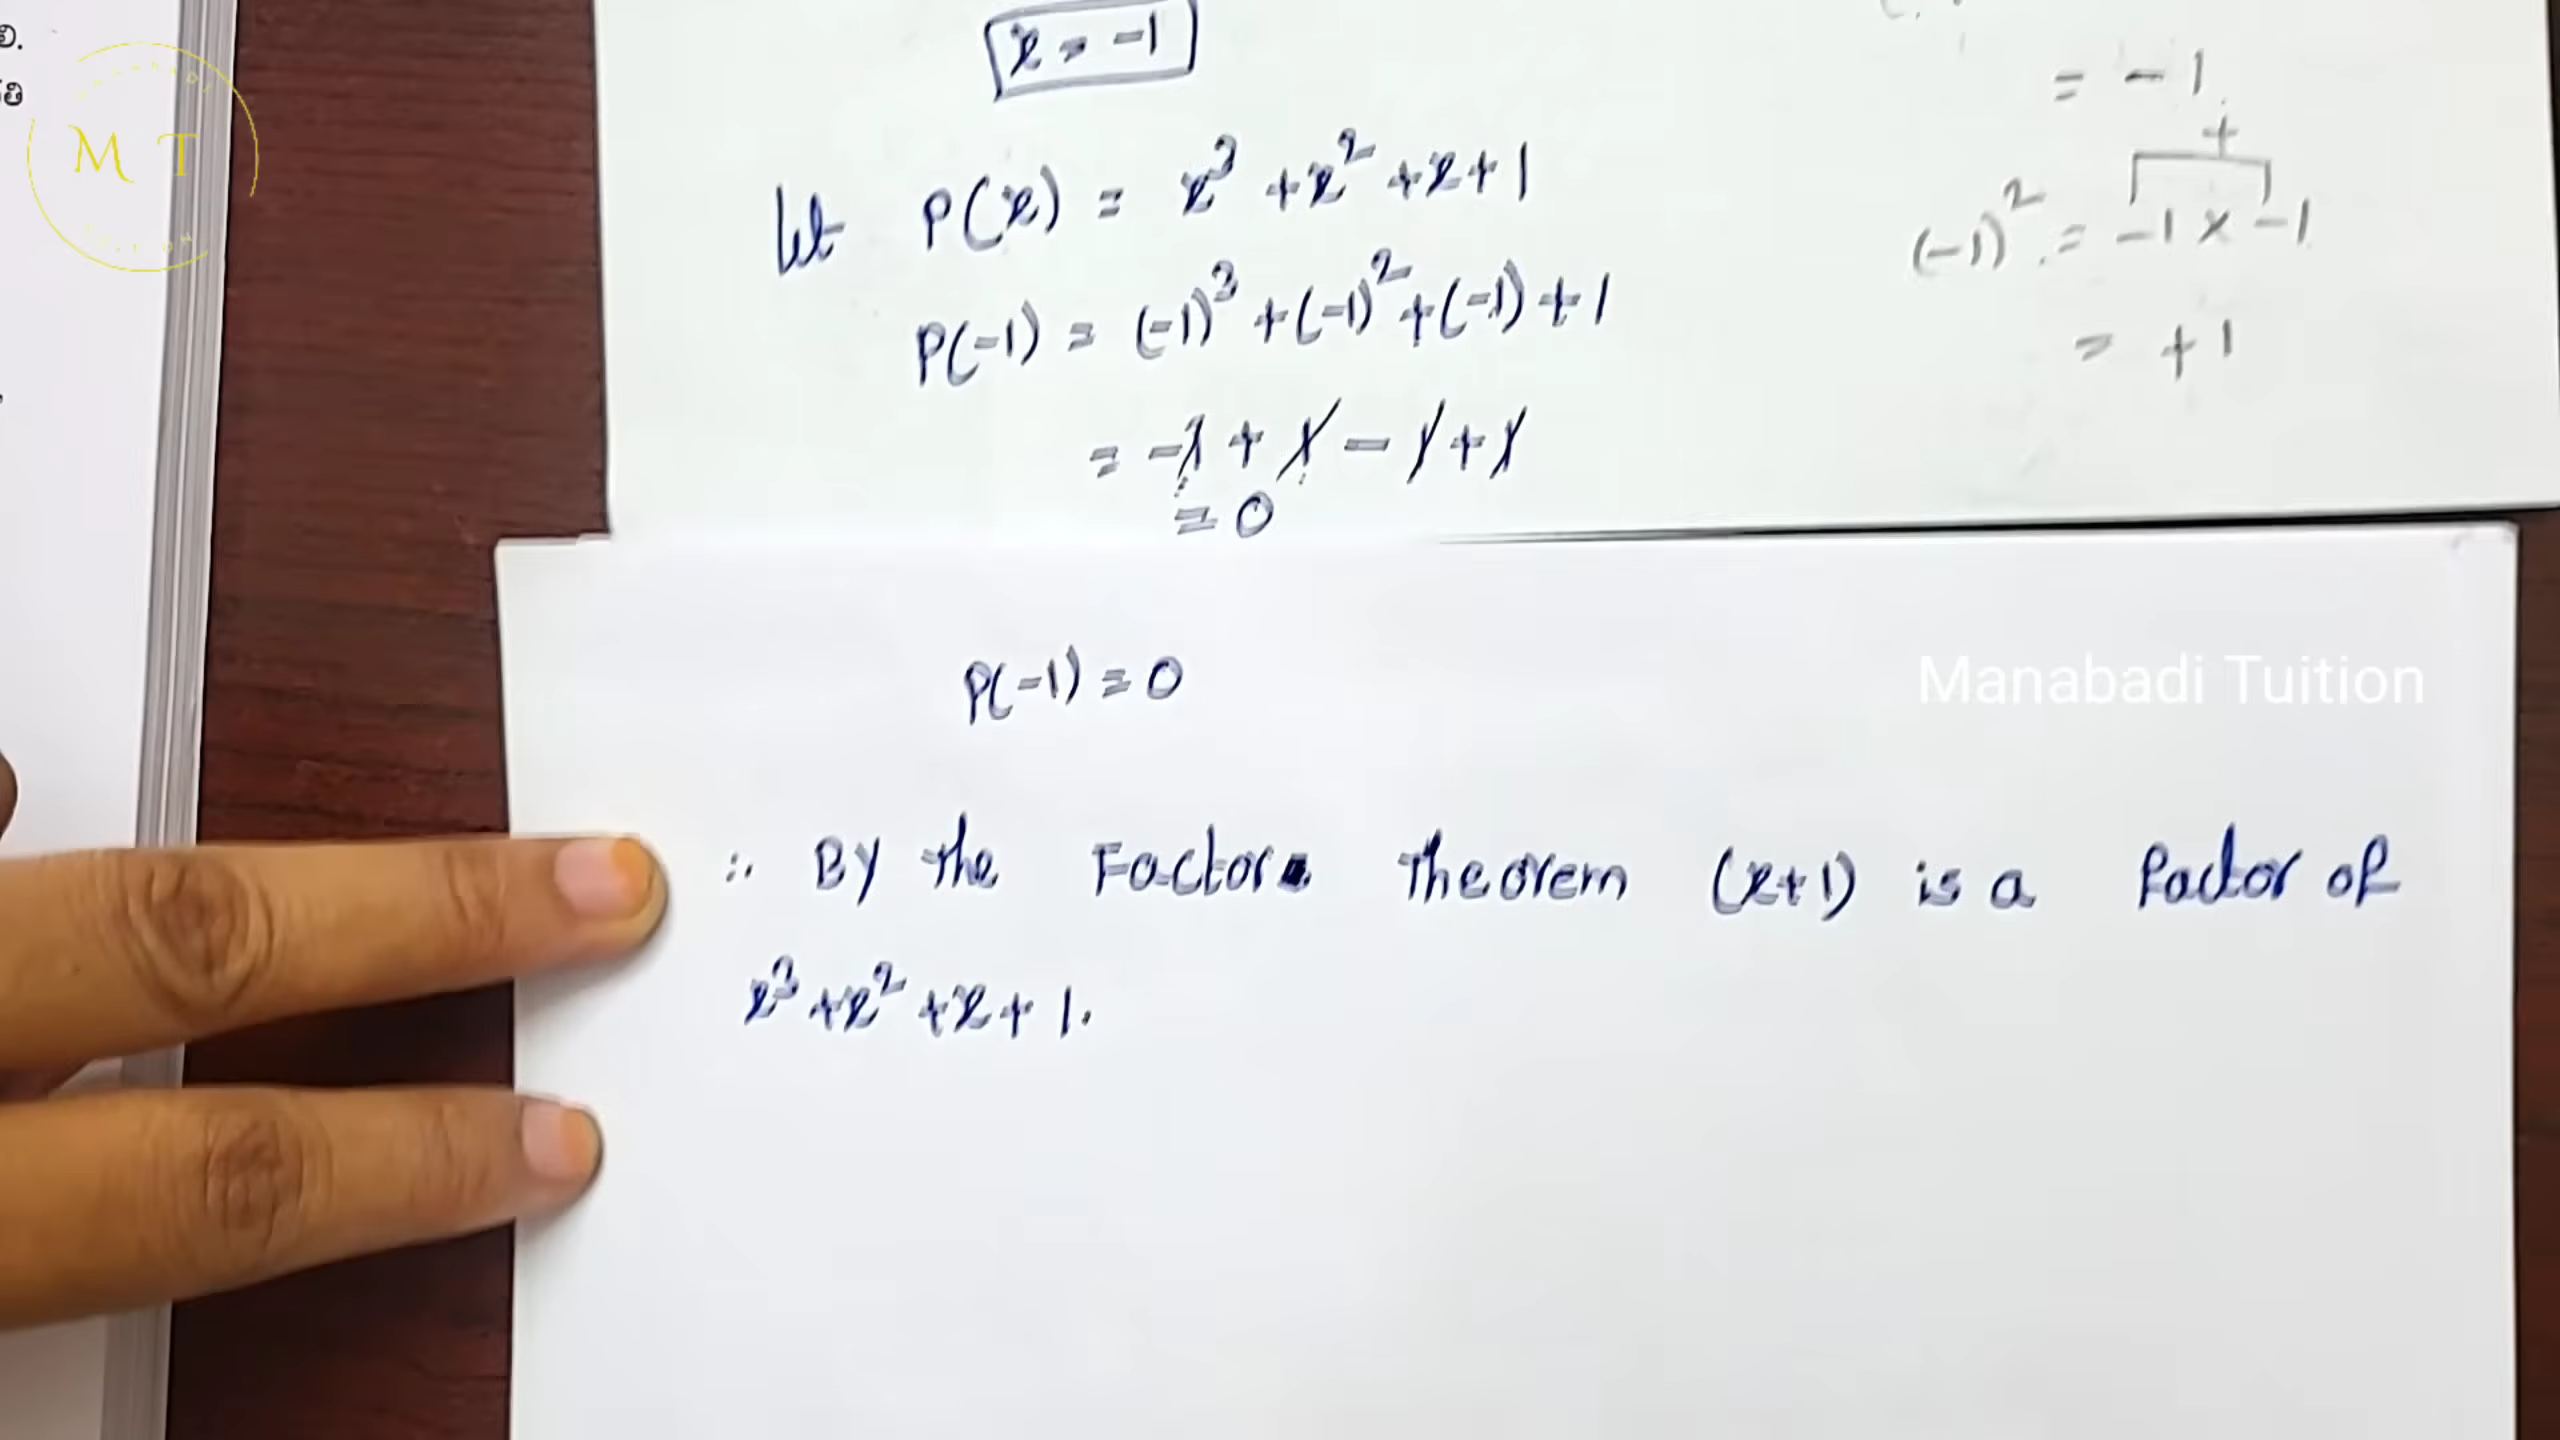 x = -1
Let P(x) = x³ + x² + x + 1
P(-1) = (-1)³ + (-1)² + (-1) + 1
= -1 + 1 - 1 + 1
= 0
= -1
+
(-1)² = -1 × -1
= +1
P(-1) = 0
∴ By the Factor Theorem (x+1) is a factor of
x³ + x² + x + 1.
M T
Manabadi Tuition